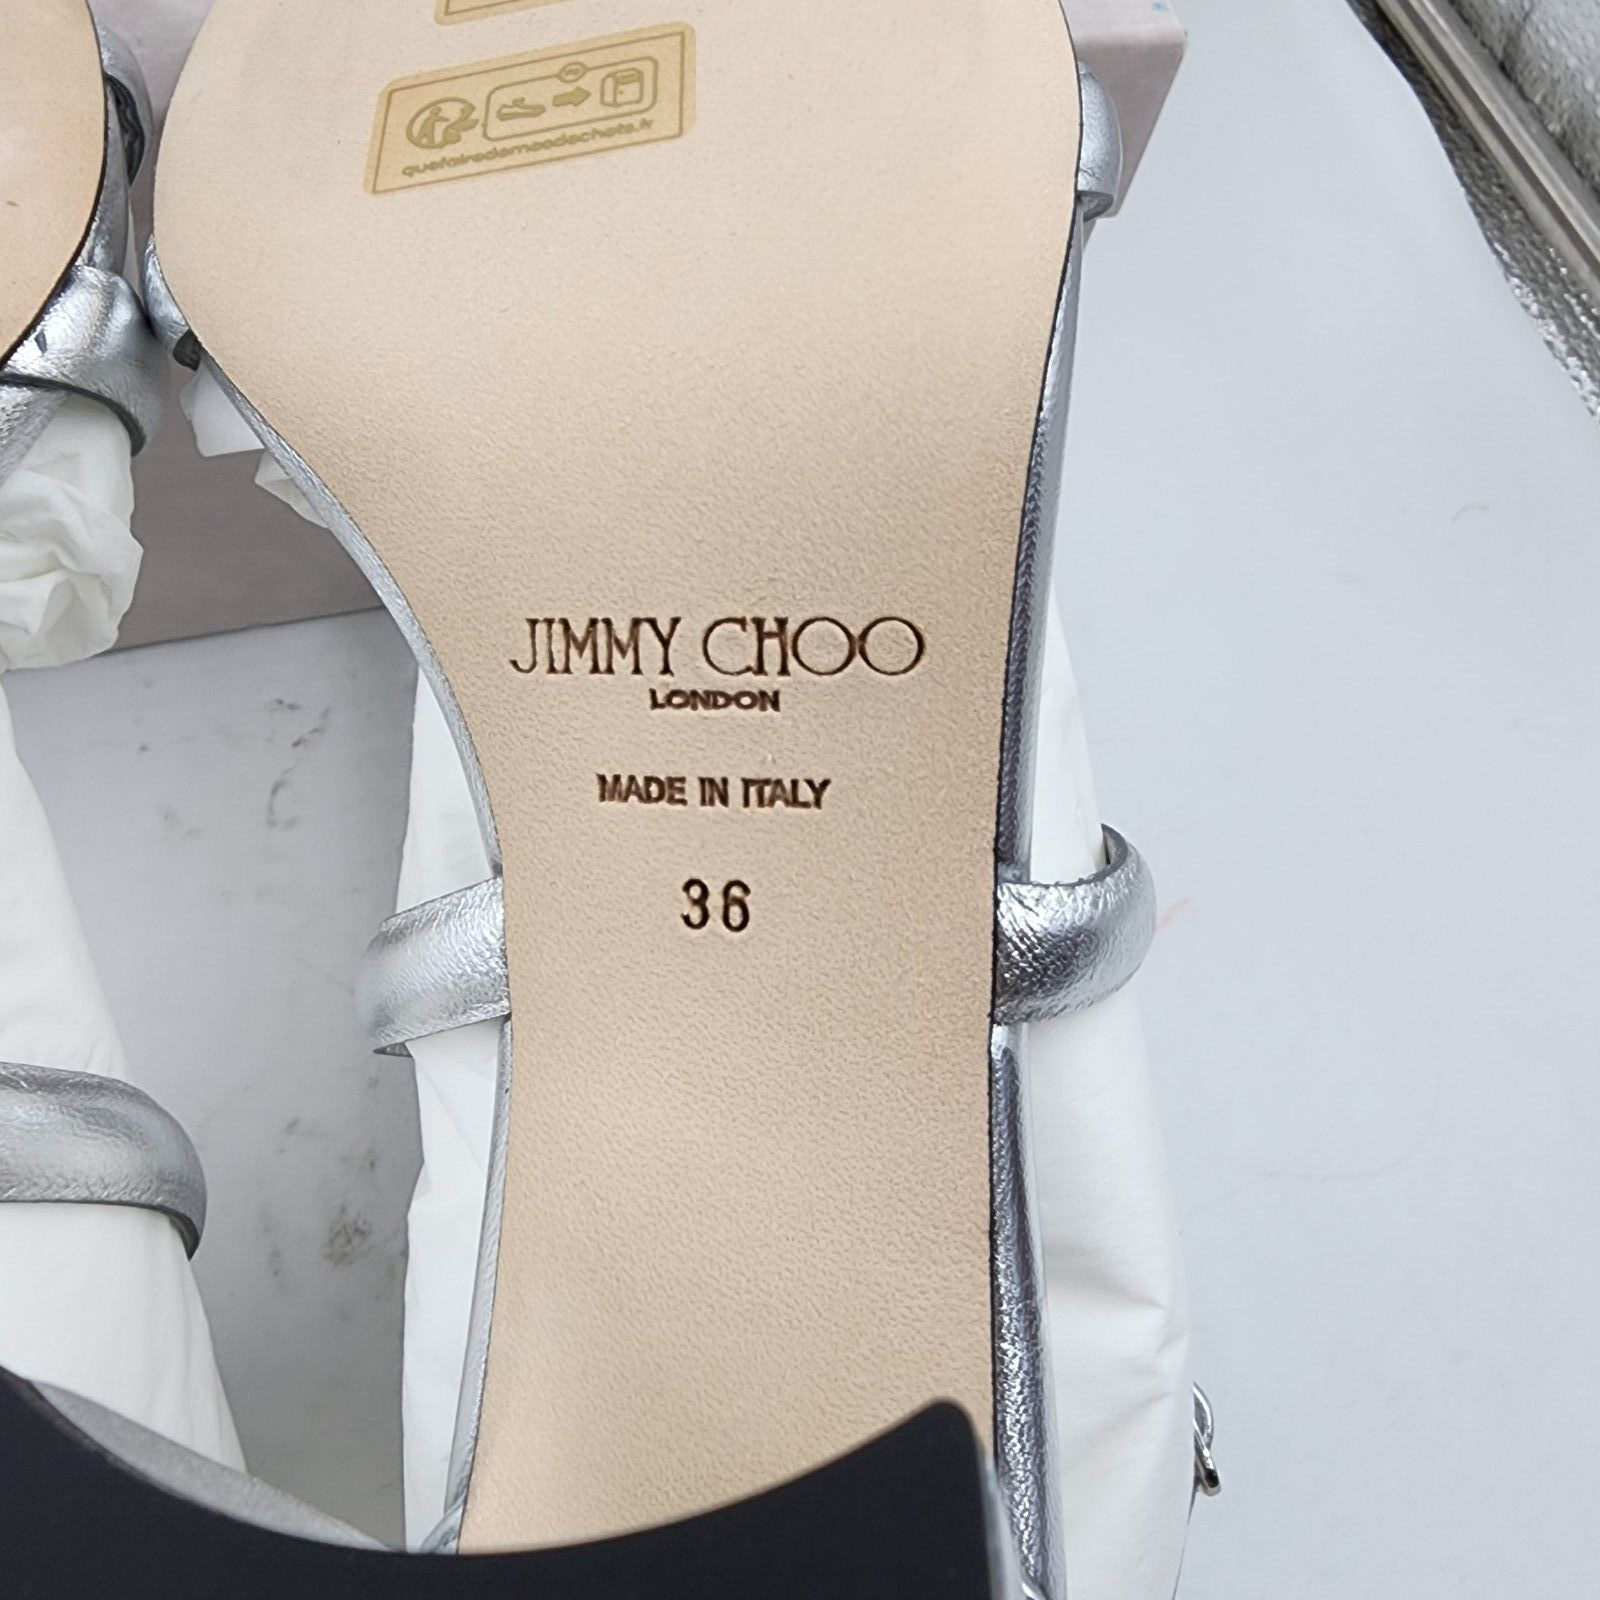 quefairedemesdechets.fr
JIMMY CHOO
LONDON
MADE IN ITALY
36